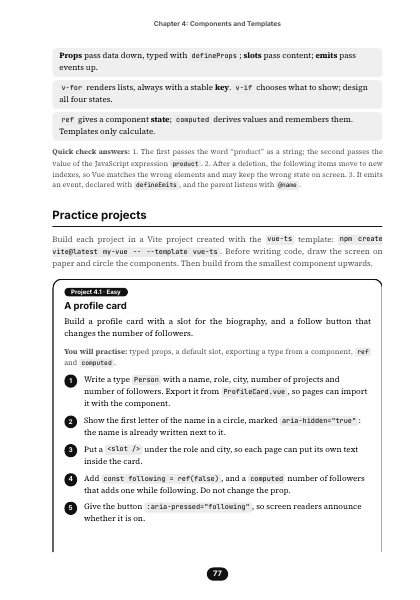 Chapter 4: Components and Templates
Props pass data down, typed with defineProps; slots pass content; emits pass
events up.
v-for renders lists, always with a stable key. v-if chooses what to show; design
all four states.
ref gives a component state; computed derives values and remembers them.
Templates only calculate.
Quick check answers: 1. The first passes the word “product” as a string; the second passes the
value of the JavaScript expression product. 2. After a deletion, the following items move to new
indexes, so Vue matches the wrong elements and may keep the wrong state on screen. 3. It emits
an event, declared with defineEmits, and the parent listens with @name.
Practice projects
Build each project in a Vite project created with the vue-ts template: npm create
vite@latest my-vue -- --template vue-ts. Before writing code, draw the screen on
paper and circle the components. Then build from the smallest component upwards.
Project 4.1 · Easy
A profile card
Build a profile card with a slot for the biography, and a follow button that
changes the number of followers.
You will practise: typed props, a default slot, exporting a type from a component, ref
and computed.
1 Write a type Person with a name, role, city, number of projects and
number of followers. Export it from ProfileCard.vue, so pages can import
it with the component.
2 Show the first letter of the name in a circle, marked aria-hidden="true":
the name is already written next to it.
3 Put a <slot /> under the role and city, so each page can put its own text
inside the card.
4 Add const following = ref(false), and a computed number of followers
that adds one while following. Do not change the prop.
5 Give the button :aria-pressed="following", so screen readers announce
whether it is on.
77